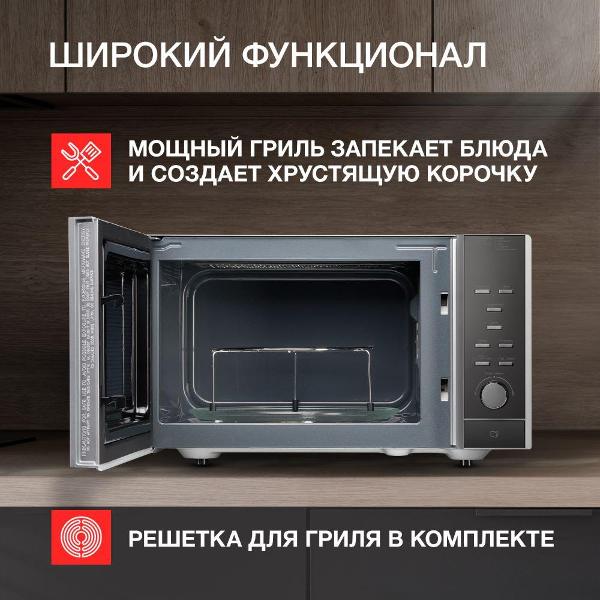 ШИРОКИЙ ФУНКЦИОНАЛ
МОЩНЫЙ ГРИЛЬ ЗАПЕКАЕТ БЛЮДА
И СОЗДАЕТ ХРУСТЯЩУЮ КОРОЧКУ
РЕШЕТКА ДЛЯ ГРИЛЯ В КОМПЛЕКТЕ